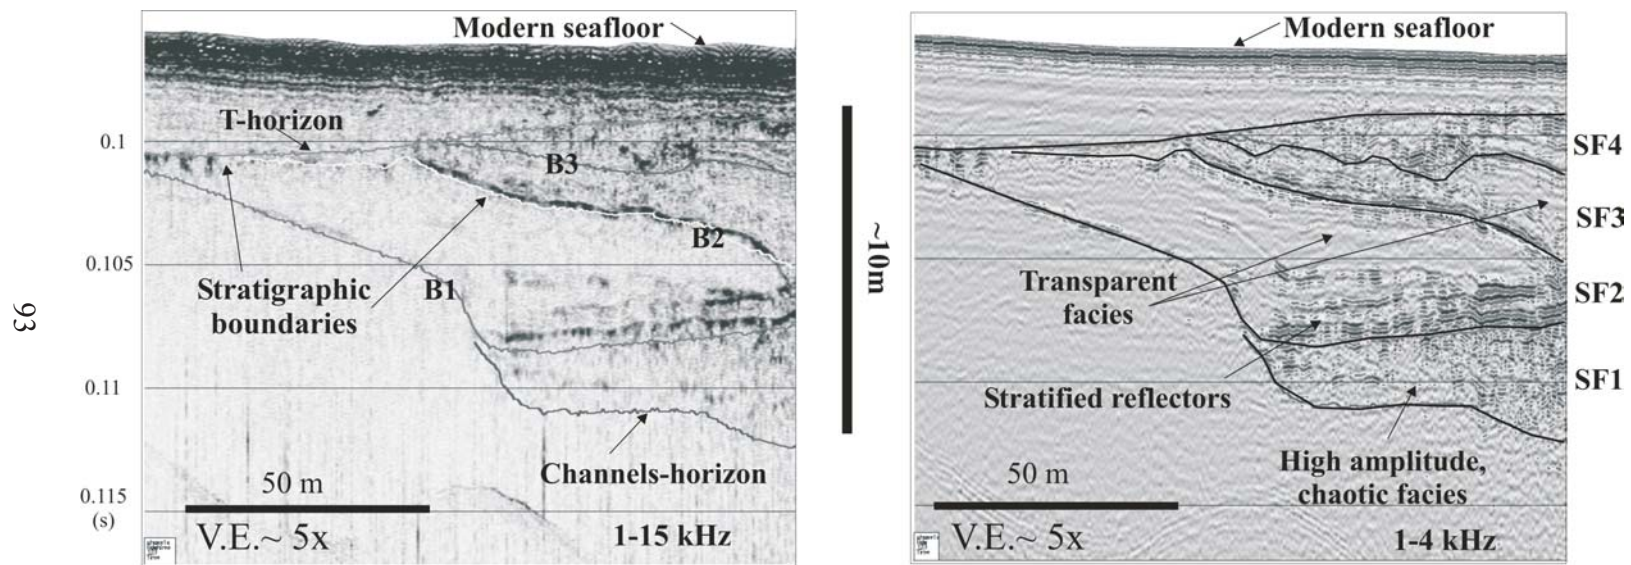 Modern seafloor
T-horizon
0.1
B3
B2
0.105
Stratigraphic
boundaries
B1
0.11
Channels-horizon
50 m
0.115
(s)
V.E.~ 5x
1-15 kHz
93
~10m
Modern seafloor
SF4
SF3
Transparent
facies
SF2
Stratified reflectors
SF1
High amplitude,
chaotic facies
50 m
V.E.~ 5x
1-4 kHz